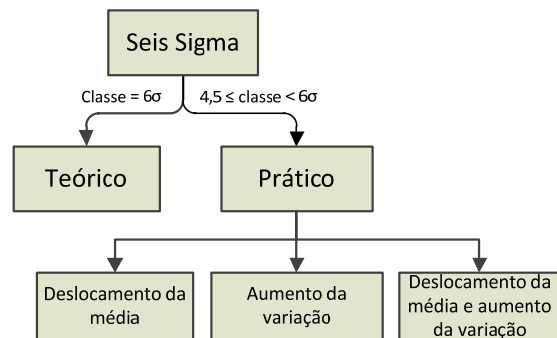 Seis Sigma
Classe = 6σ
4,5 ≤ classe < 6σ
Teórico
Prático
Deslocamento da
média
Aumento da
variação
Deslocamento da
média e aumento
da variação